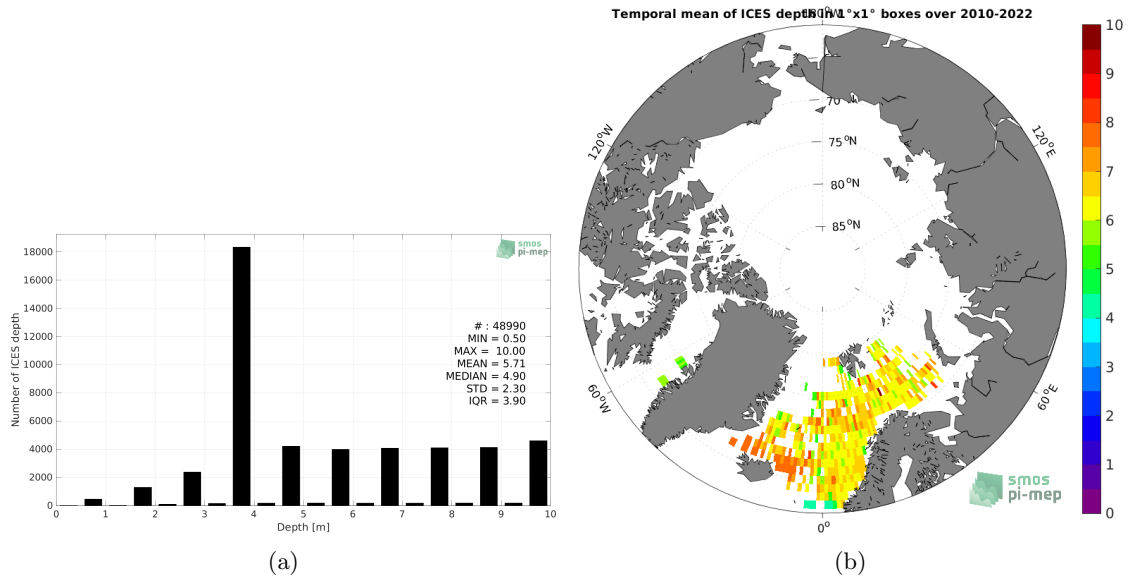 18000
16000
14000
12000
10000
8000
6000
4000
2000
0
Number of ICES depth
smos
pi-mep
# : 48990
MIN = 0.50
MAX = 10.00
MEAN = 5.71
MEDIAN = 4.90
STD = 2.30
IQR = 3.90
0 1 2 3 4 5 6 7 8 9 10
Depth [m]
(a)
Temporal mean of ICES depth in 1°x1° boxes over 2010-2022
180°W
120°W
120°E
60°W
60°E
0°
70°N
75°N
80°N
85°N
smos
pi-mep
10
9
8
7
6
5
4
3
2
1
0
(b)